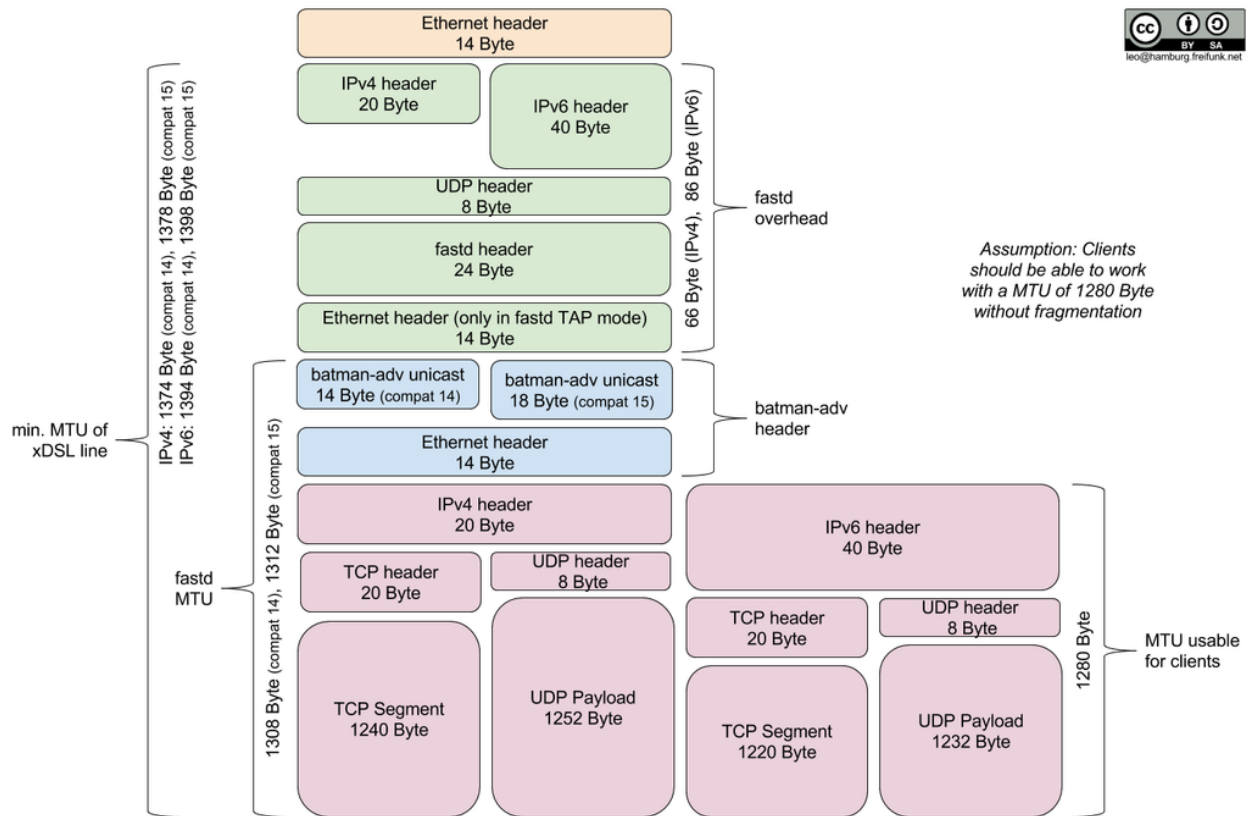 Ethernet header
14 Byte
cc
BY SA
leo@hamburg.freifunk.net
IPv4 header
20 Byte
IPv6 header
40 Byte
UDP header
8 Byte
fastd header
24 Byte
Ethernet header (only in fastd TAP mode)
14 Byte
66 Byte (IPv4), 86 Byte (IPv6)
fastd
overhead
Assumption: Clients
should be able to work
with a MTU of 1280 Byte
without fragmentation
IPv4: 1374 Byte (compat 14), 1378 Byte (compat 15)
IPv6: 1394 Byte (compat 14), 1398 Byte (compat 15)
min. MTU of
xDSL line
batman-adv unicast
14 Byte (compat 14)
batman-adv unicast
18 Byte (compat 15)
Ethernet header
14 Byte
batman-adv
header
fastd
MTU
1308 Byte (compat 14), 1312 Byte (compat 15)
IPv4 header
20 Byte
TCP header
20 Byte
UDP header
8 Byte
TCP Segment
1240 Byte
UDP Payload
1252 Byte
IPv6 header
40 Byte
TCP header
20 Byte
UDP header
8 Byte
TCP Segment
1220 Byte
UDP Payload
1232 Byte
1280 Byte
MTU usable
for clients